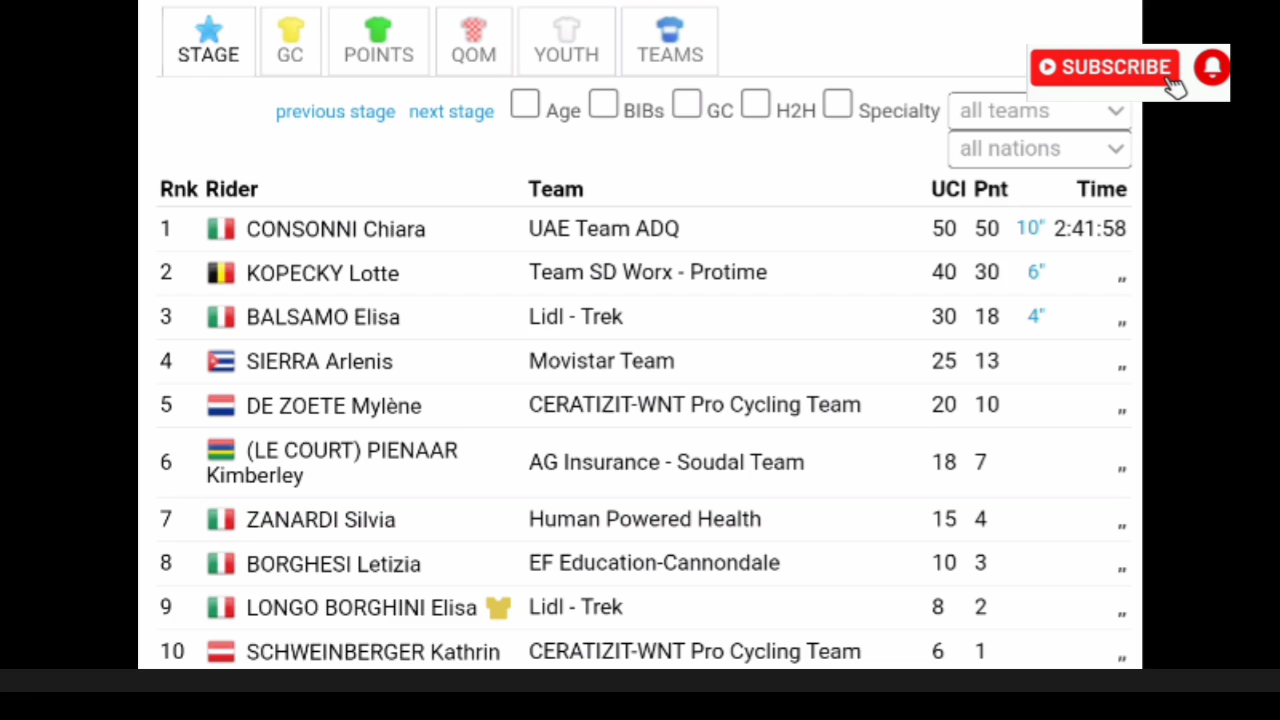 STAGE GC POINTS QOM YOUTH TEAMS
SUBSCRIBE
previous stage next stage Age BIBs GC H2H Specialty all teams
all nations
Rnk Rider Team UCI Pnt Time
1 CONSONNI Chiara UAE Team ADQ 50 50 10" 2:41:58
2 KOPECKY Lotte Team SD Worx - Protime 40 30 6" ,,
3 BALSAMO Elisa Lidl - Trek 30 18 4" ,,
4 SIERRA Arlenis Movistar Team 25 13 ,,
5 DE ZOETE Mylène CERATIZIT-WNT Pro Cycling Team 20 10 ,,
6 (LE COURT) PIENAAR Kimberley AG Insurance - Soudal Team 18 7 ,,
7 ZANARDI Silvia Human Powered Health 15 4 ,,
8 BORGHESI Letizia EF Education-Cannondale 10 3 ,,
9 LONGO BORGHINI Elisa Lidl - Trek 8 2 ,,
10 SCHWEINBERGER Kathrin CERATIZIT-WNT Pro Cycling Team 6 1 ,,